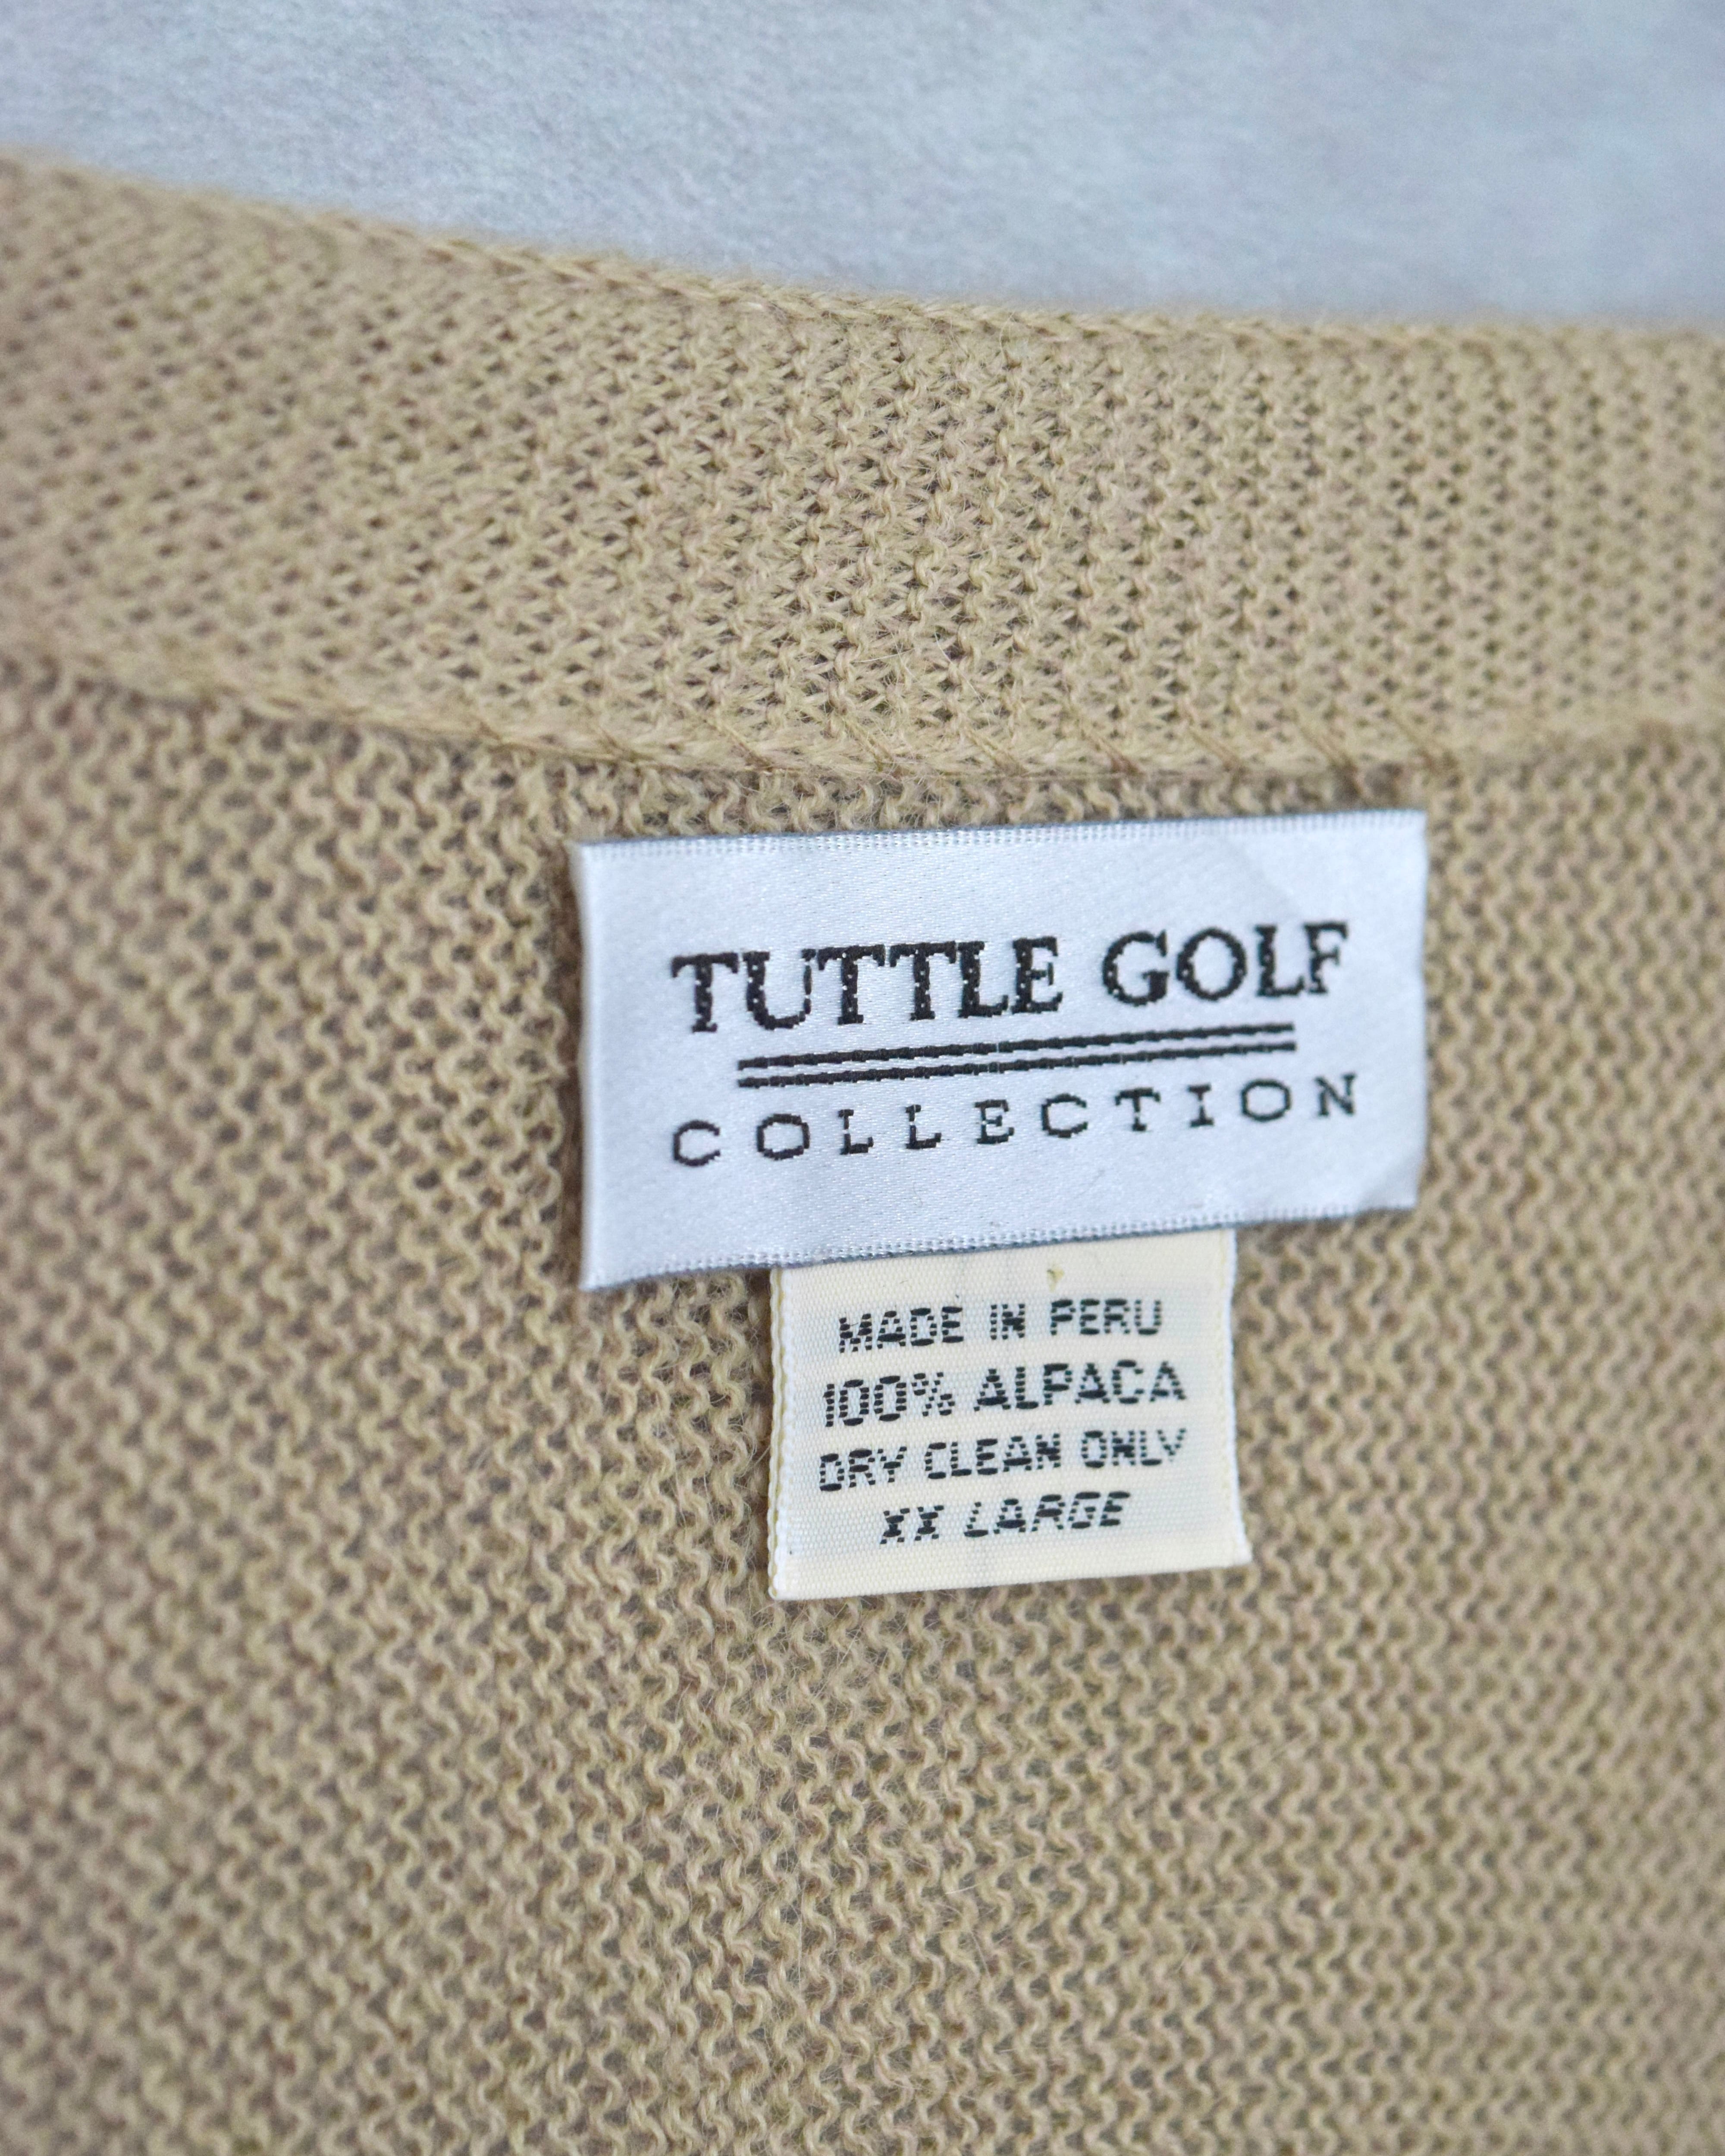 TUTTLE GOLF
COLLECTION
MADE IN PERU
100% ALPACA
DRY CLEAN ONLY
XX LARGE